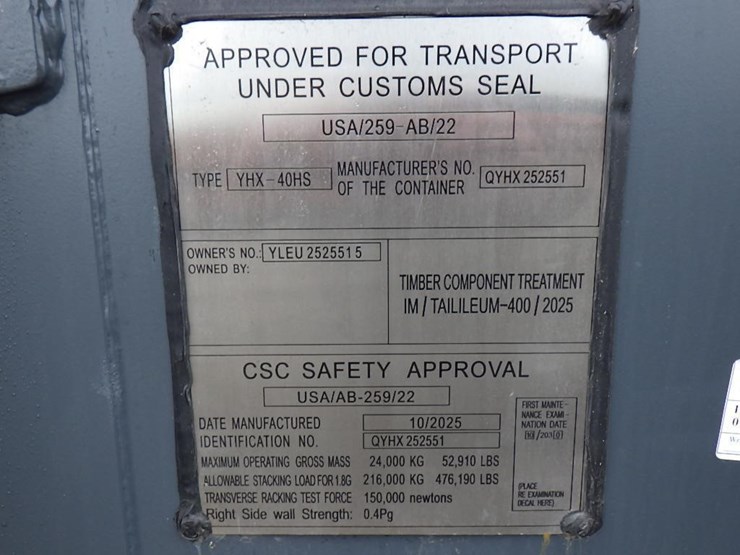 APPROVED FOR TRANSPORT
UNDER CUSTOMS SEAL
USA/259-AB/22
TYPE YHX-40HS MANUFACTURER'S NO. OF THE CONTAINER QYHX 252551
OWNER'S NO.: YLEU 252551 5
OWNED BY:
TIMBER COMPONENT TREATMENT
IM / TAILILEUM-400 / 2025
CSC SAFETY APPROVAL
USA/AB-259/22
DATE MANUFACTURED 10/2025
IDENTIFICATION NO. QYHX 252551
MAXIMUM OPERATING GROSS MASS 24,000 KG 52,910 LBS
ALLOWABLE STACKING LOAD FOR 1.8G 216,000 KG 476,190 LBS
TRANSVERSE RACKING TEST FORCE 150,000 newtons
Right Side wall Strength: 0.4Pg
FIRST MAINTE-
NANCE EXAMI-
NATION DATE
(PLACE
RE EXAMINATION
DECAL HERE)